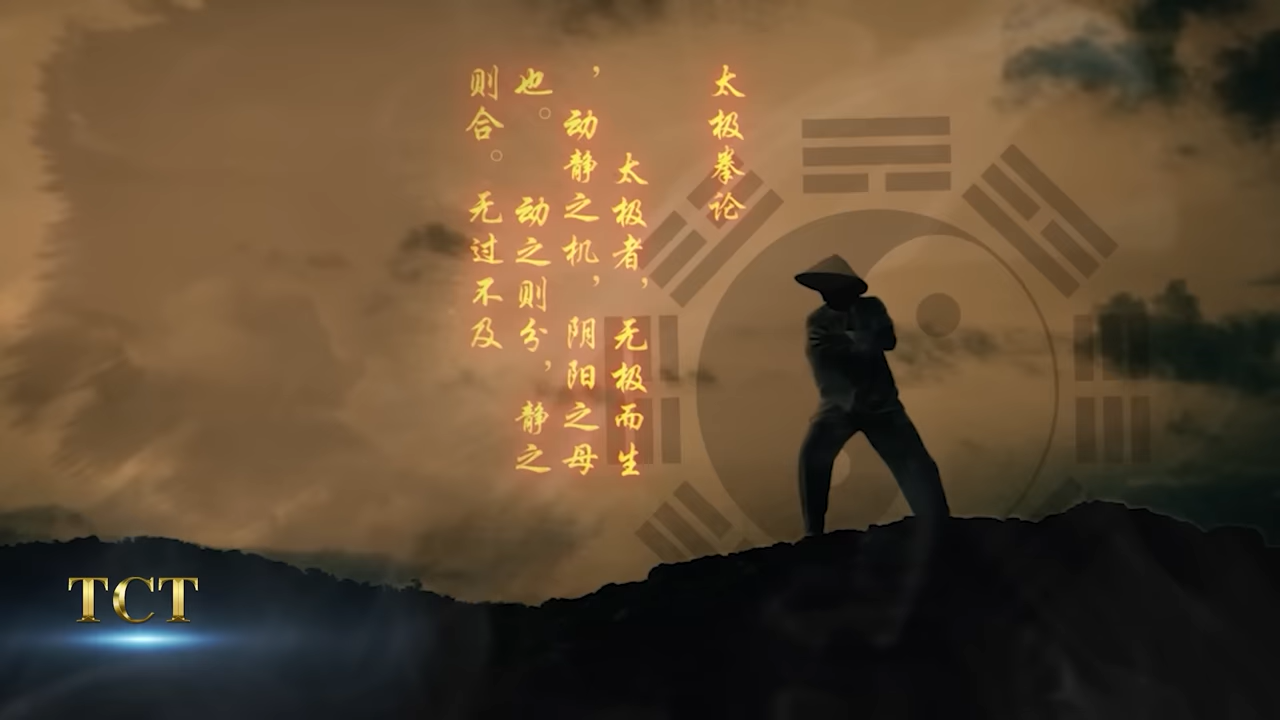 太极拳论
太极者，无极而生
，动静之机，阴阳之母
也。动之则分，静之
则合。无过不及
TCT